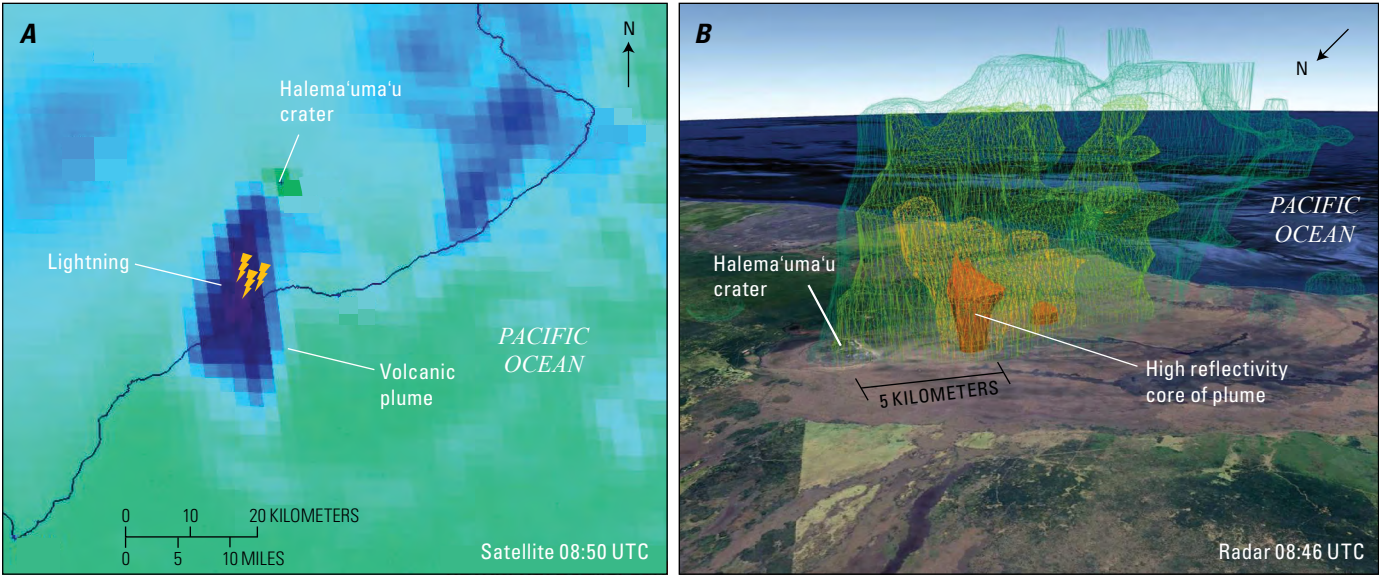 A
N
Halemaʻumaʻu
crater
Lightning
PACIFIC
OCEAN
Volcanic
plume
0 10 20 KILOMETERS
0 5 10 MILES
Satellite 08:50 UTC
B
N
PACIFIC
OCEAN
Halemaʻumaʻu
crater
High reflectivity
core of plume
5 KILOMETERS
Radar 08:46 UTC